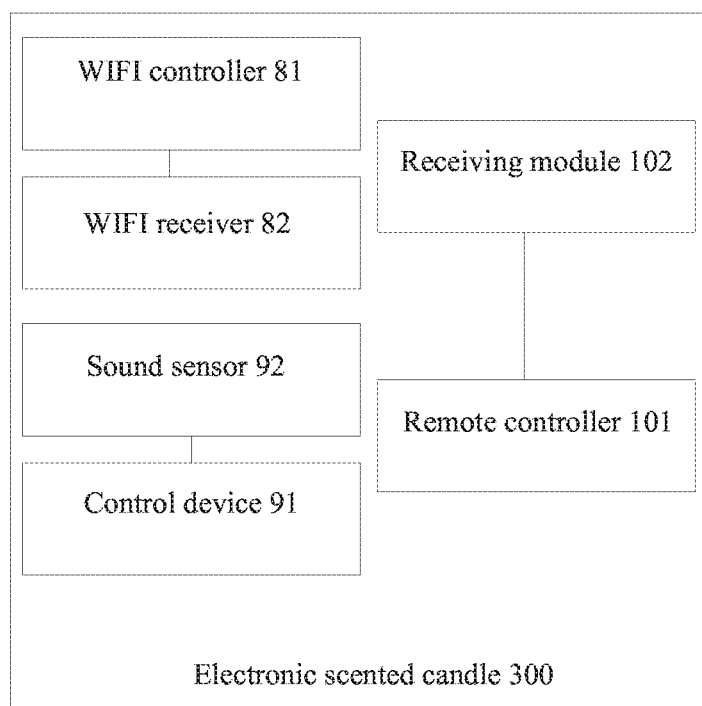 WIFI controller 81
WIFI receiver 82
Sound sensor 92
Control device 91
Receiving module 102
Remote controller 101
Electronic scented candle 300